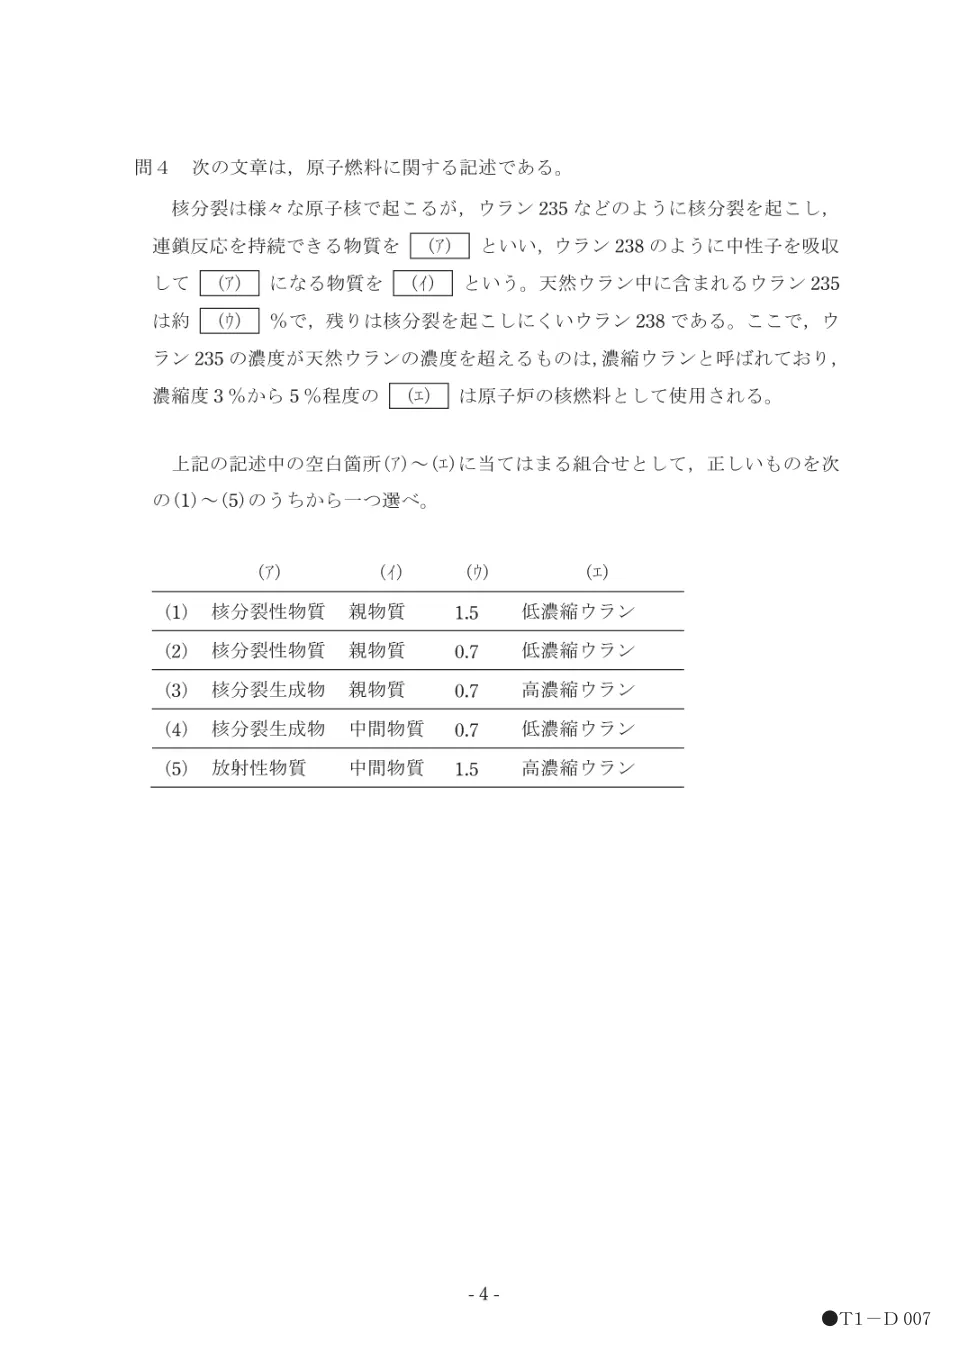 問４　次の文章は，原子燃料に関する記述である。
核分裂は様々な原子核で起こるが，ウラン235などのように核分裂を起こし，
連鎖反応を持続できる物質を (ア) といい，ウラン238のように中性子を吸収
して (ア) になる物質を (イ) という。天然ウラン中に含まれるウラン235
は約 (ウ) %で，残りは核分裂を起こしにくいウラン238である。ここで，ウ
ラン235の濃度が天然ウランの濃度を超えるものは，濃縮ウランと呼ばれており，
濃縮度3%から5%程度の (エ) は原子炉の核燃料として使用される。
上記の記述中の空白箇所(ア)～(エ)に当てはまる組合せとして，正しいものを次
の(1)～(5)のうちから一つ選べ。
(ア) (イ) (ウ) (エ)
(1) 核分裂性物質 親物質 1.5 低濃縮ウラン
(2) 核分裂性物質 親物質 0.7 低濃縮ウラン
(3) 核分裂生成物 親物質 0.7 高濃縮ウラン
(4) 核分裂生成物 中間物質 0.7 低濃縮ウラン
(5) 放射性物質 中間物質 1.5 高濃縮ウラン
- 4 -
●T1－D 007